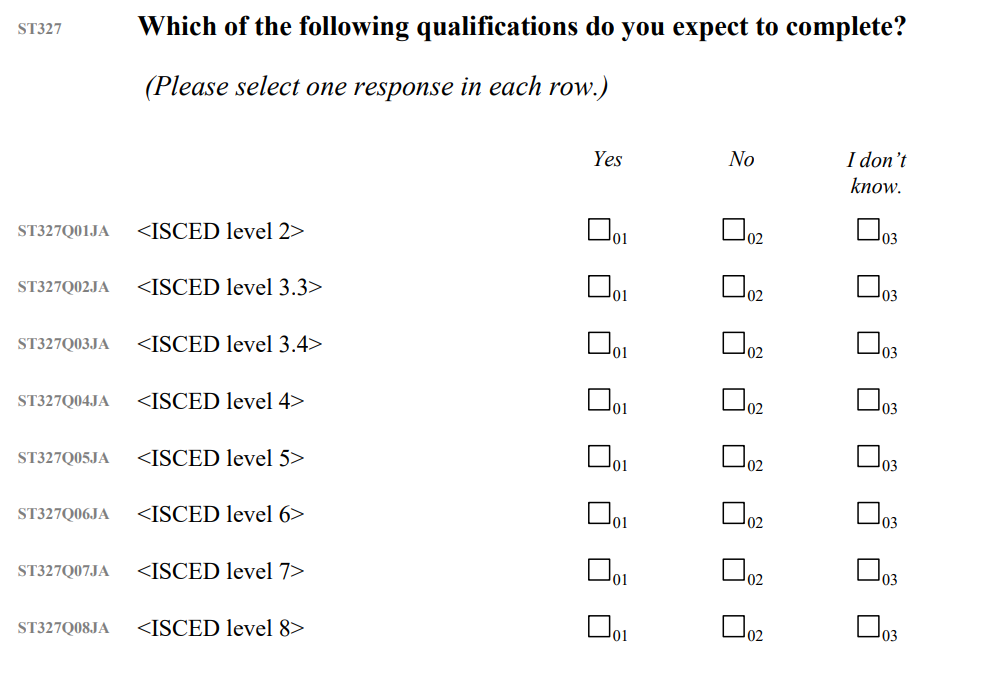 ST327 Which of the following qualifications do you expect to complete?
(Please select one response in each row.)
Yes No I don’t know.
ST327Q01JA <ISCED level 2> 01 02 03
ST327Q02JA <ISCED level 3.3> 01 02 03
ST327Q03JA <ISCED level 3.4> 01 02 03
ST327Q04JA <ISCED level 4> 01 02 03
ST327Q05JA <ISCED level 5> 01 02 03
ST327Q06JA <ISCED level 6> 01 02 03
ST327Q07JA <ISCED level 7> 01 02 03
ST327Q08JA <ISCED level 8> 01 02 03